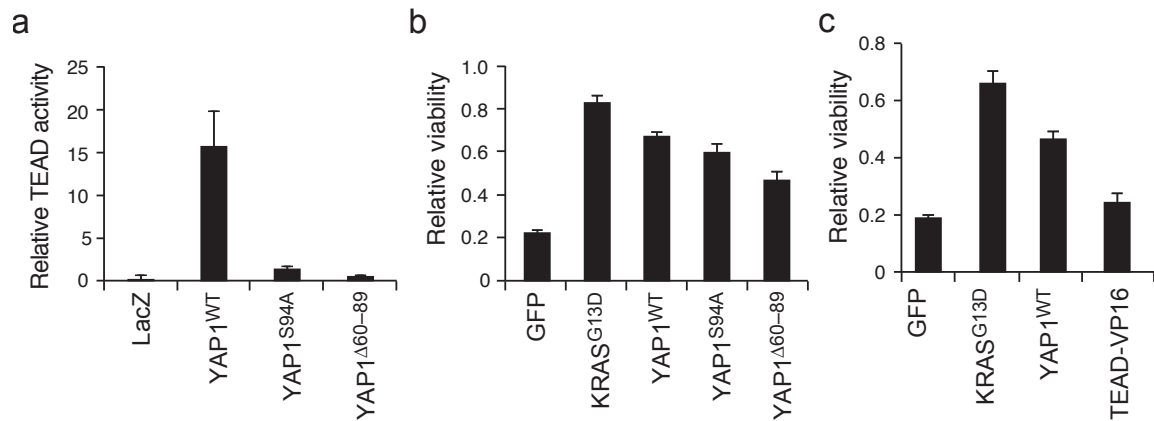 a
Relative TEAD activity
25
20
15
10
5
0
LacZ
YAP1WT
YAP1S94A
YAP1Δ60–89
b
Relative viability
1.0
0.8
0.6
0.4
0.2
0
GFP
KRASG13D
YAP1WT
YAP1S94A
YAP1Δ60–89
c
Relative viability
0.8
0.6
0.4
0.2
0
GFP
KRASG13D
YAP1WT
TEAD-VP16